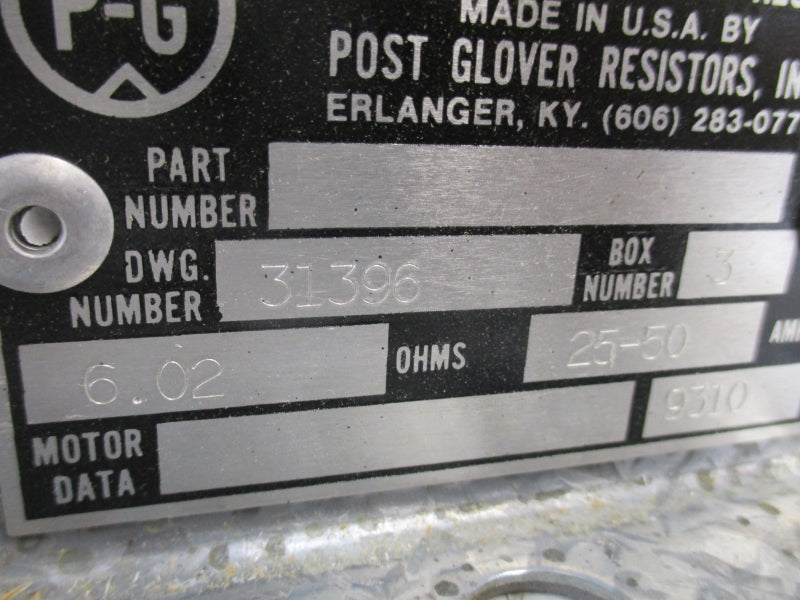 P-G
MADE IN U.S.A. BY
POST GLOVER RESISTORS, IN
ERLANGER, KY. (606) 283-077
PART NUMBER
DWG. NUMBER 31396 BOX NUMBER 3
6.02 OHMS 25-50 AM
MOTOR DATA 9310